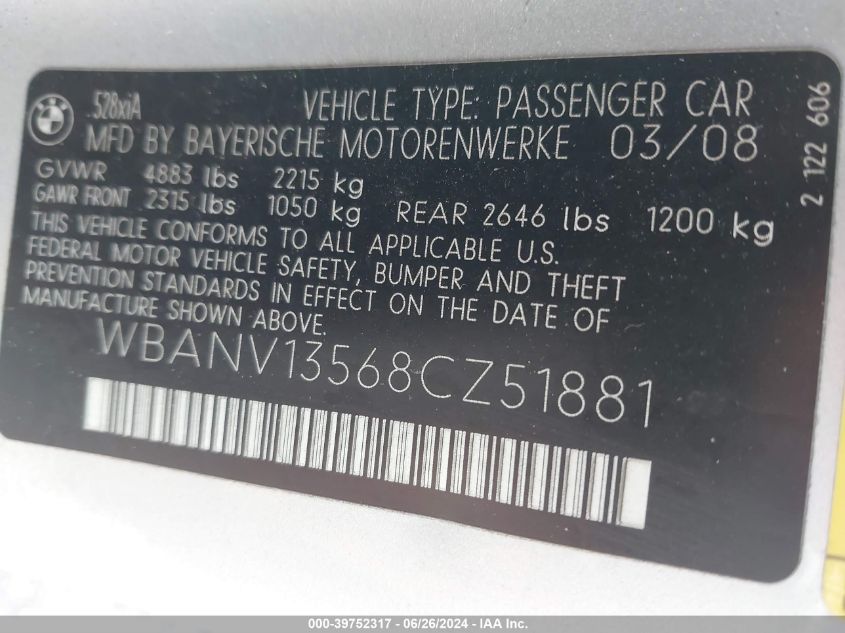 BMW
.528xiA VEHICLE TYPE: PASSENGER CAR
MFD BY BAYERISCHE MOTORENWERKE 03/08
GVWR 4883 lbs 2215 kg
GAWR FRONT 2315 lbs 1050 kg REAR 2646 lbs 1200 kg
THIS VEHICLE CONFORMS TO ALL APPLICABLE U.S.
FEDERAL MOTOR VEHICLE SAFETY, BUMPER AND THEFT
PREVENTION STANDARDS IN EFFECT ON THE DATE OF
MANUFACTURE SHOWN ABOVE.
WBANV13568CZ51881
2 122 606
000-39752317 - 06/26/2024 - IAA Inc.